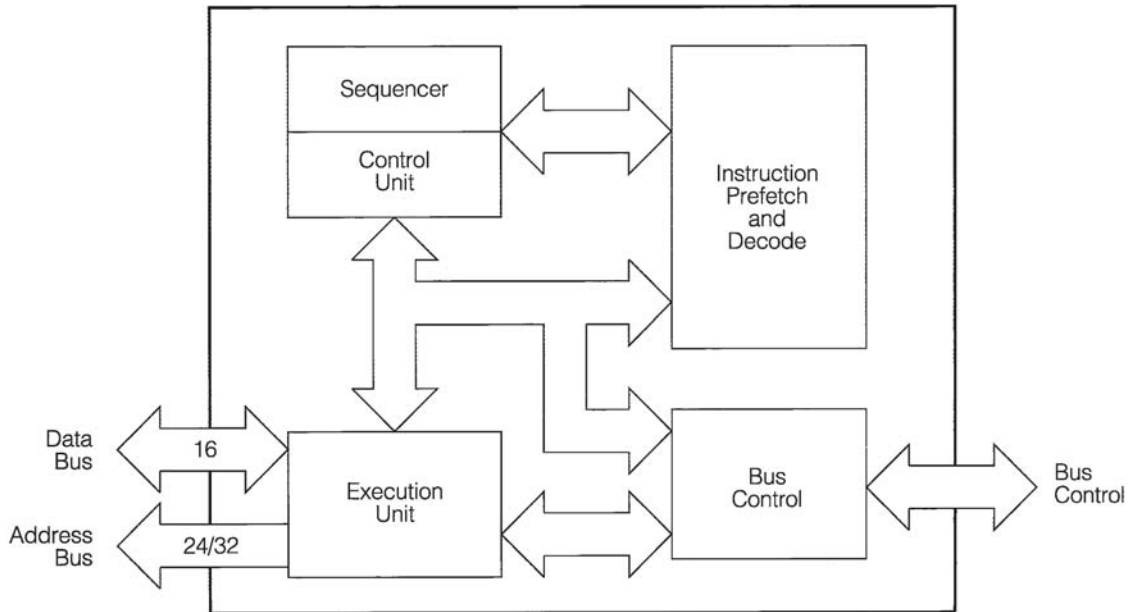 Sequencer
Control
Unit
Instruction
Prefetch
and
Decode
Data
Bus
16
Execution
Unit
Bus
Control
Bus
Control
Address
Bus
24/32